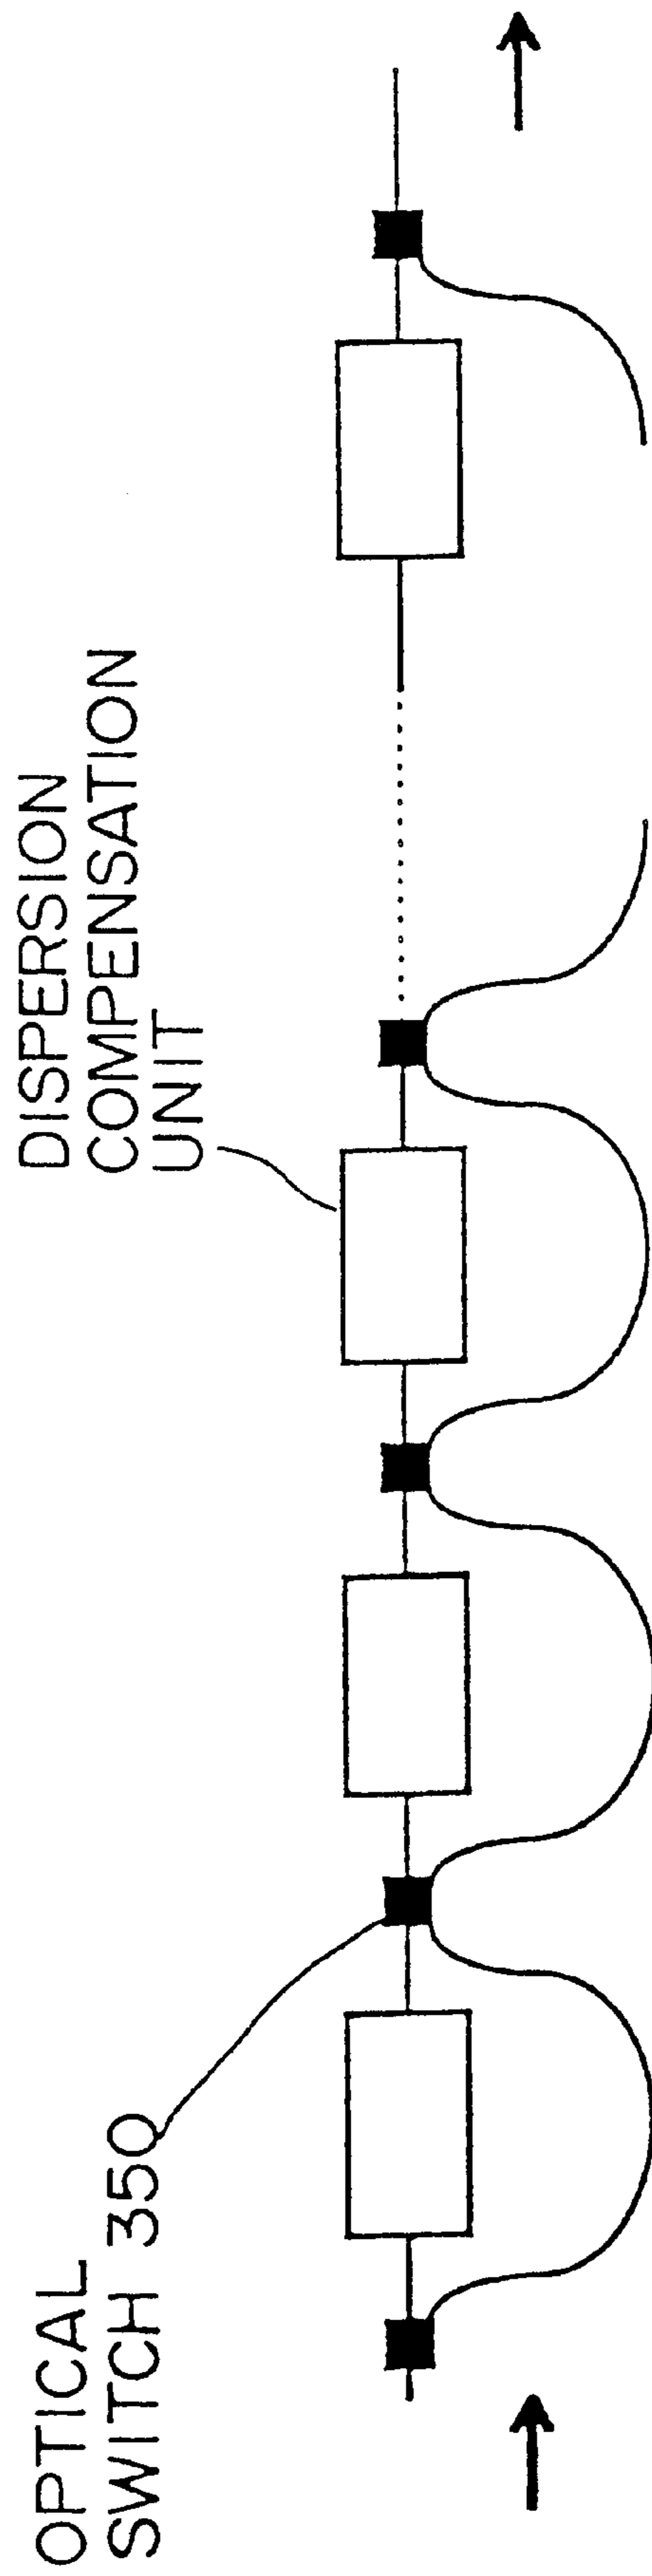 OPTICAL
SWITCH 350
DISPERSION
COMPENSATION
UNIT